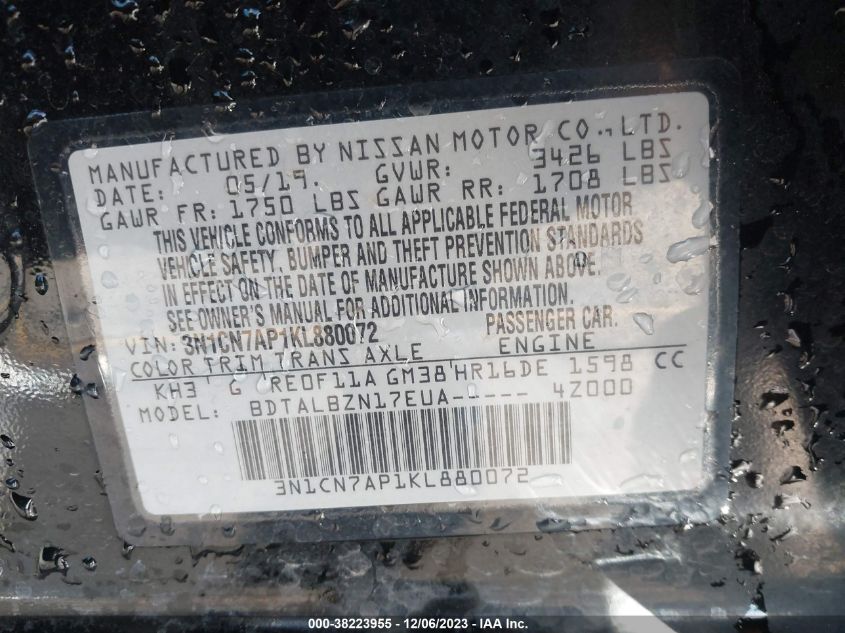 MANUFACTURED BY NISSAN MOTOR CO.,LTD.
DATE: 05/19. GVWR: 3426 LBS
GAWR FR: 1750 LBS GAWR RR: 1708 LBS
THIS VEHICLE CONFORMS TO ALL APPLICABLE FEDERAL MOTOR
VEHICLE SAFETY, BUMPER AND THEFT PREVENTION STANDARDS
IN EFFECT ON THE DATE OF MANUFACTURE SHOWN ABOVE.
SEE OWNER'S MANUAL FOR ADDITIONAL INFORMATION.
VIN: 3N1CN7AP1KL880072 PASSENGER CAR.
COLOR TRIM TRANS AXLE ENGINE
KH3 G RE0F11A GM38 HR16DE 1598 CC
MODEL: BDTALBZN17EUA----- 4Z000
3N1CN7AP1KL880072
000-38223955 - 12/06/2023 - IAA Inc.